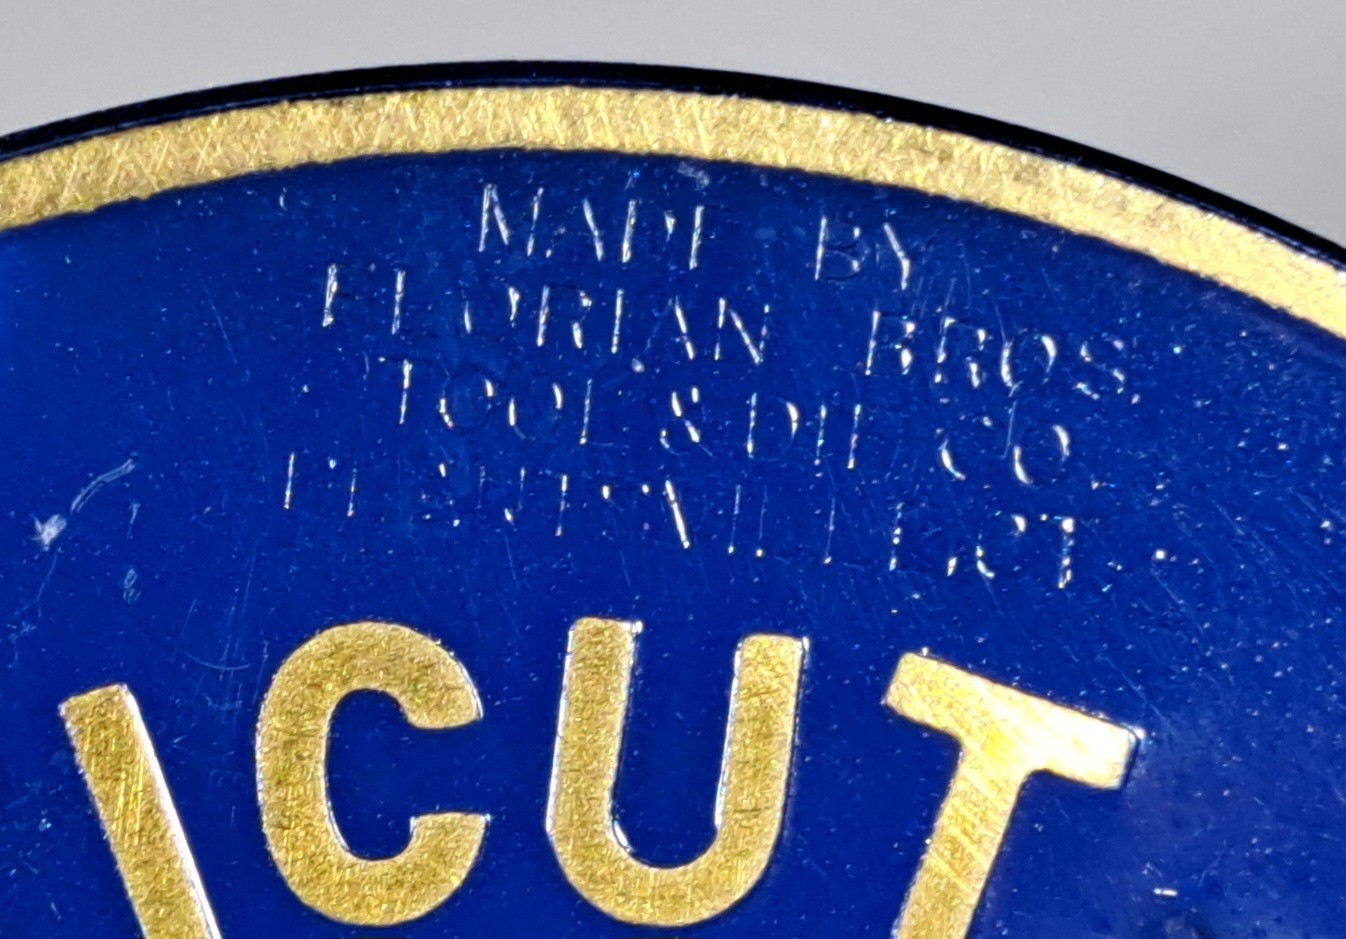 MADE BY
FLORIAN BROS.
TOOL & DIE CO.
PLANTSVILLE CT.
ICUT